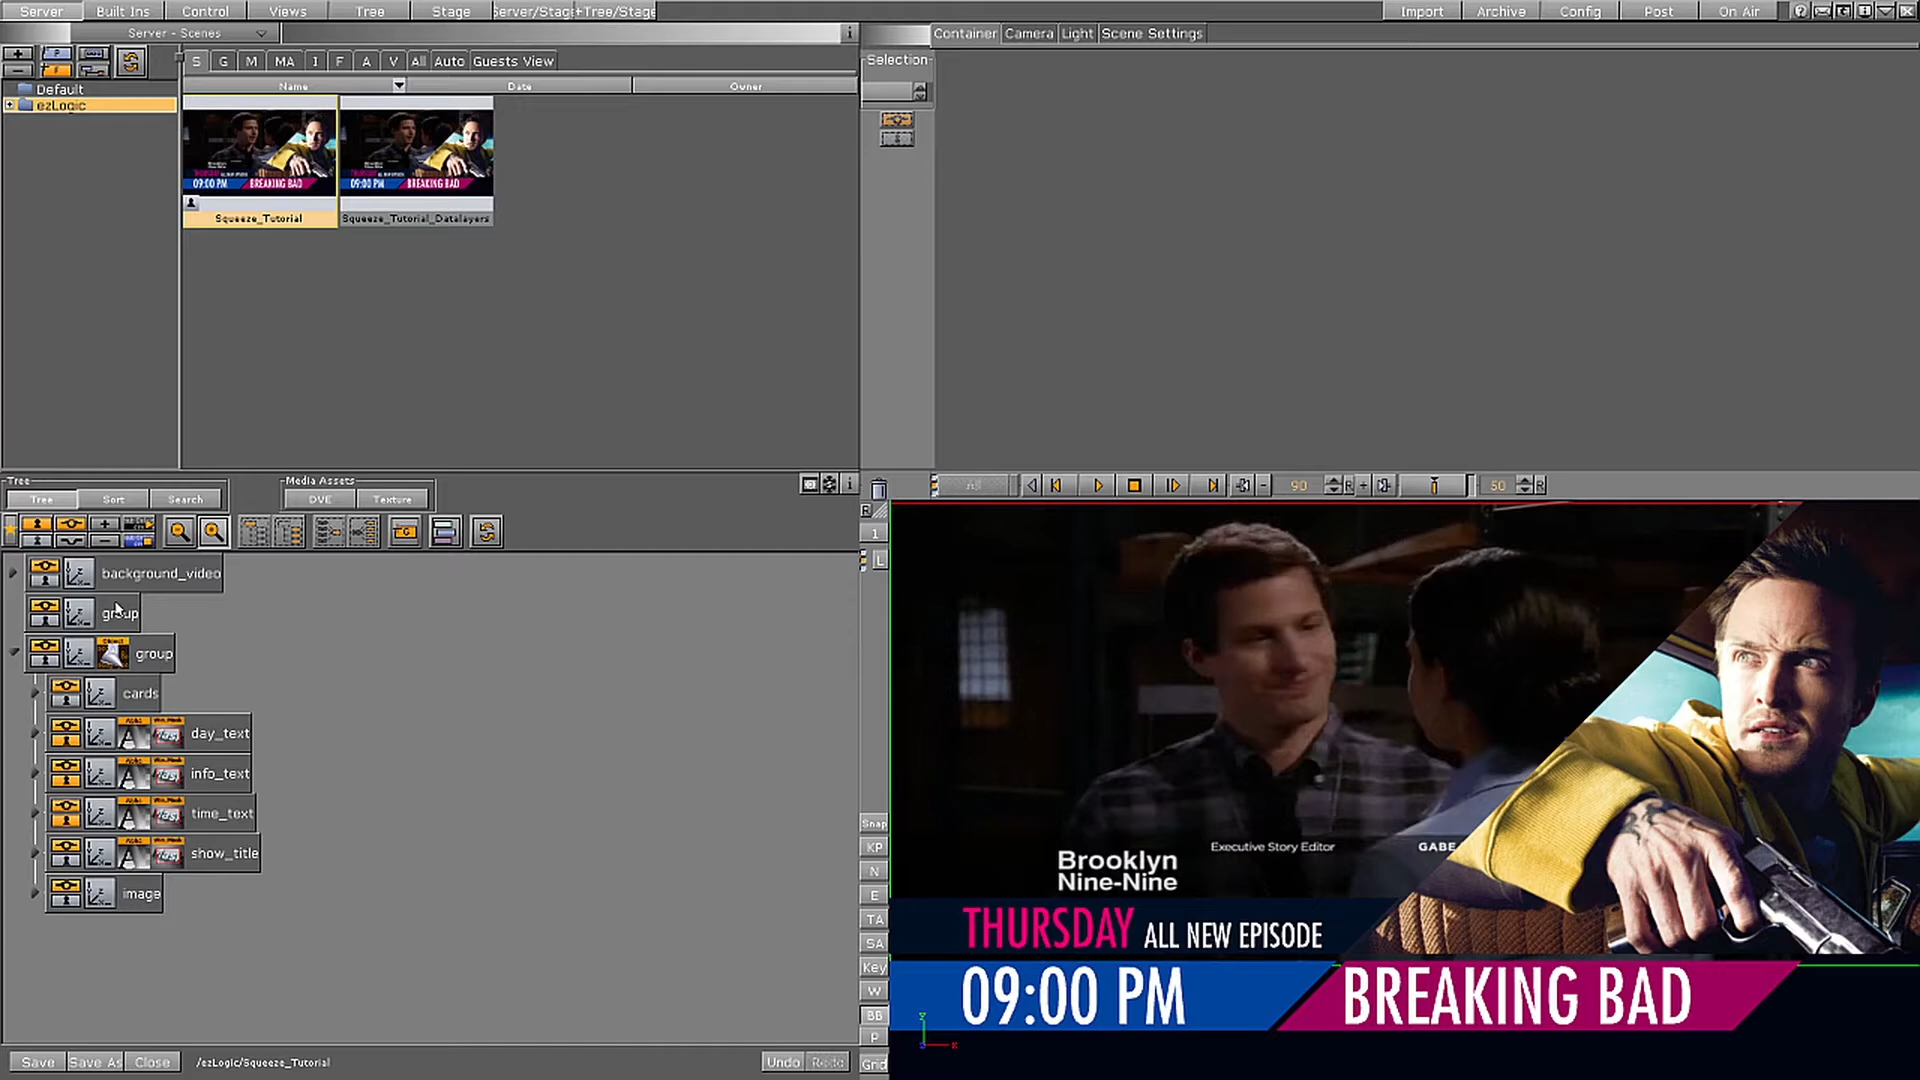 Server Built Ins Control Views Tree Stage Server/Stage +Tree/Stage Import Archive Config Post On Air
Server - Scenes
Container Camera Light Scene Settings
S G M MA I F A V All Auto Guests View
Selection
Name Date Owner
Default
ezLogic
Squeeze_Tutorial Squeeze_Tutorial_Datalayers
Tree Media Assets
Tree Sort Search DVE Texture
All 90 R 50 R
R
1
L
background_video
group
group
cards
day_text
info_text
time_text
show_title
image
Snap
KP
N
E
TA
SA
Key
W
BB
P
Grid
Executive Story Editor GABE
Brooklyn
Nine-Nine
THURSDAY ALL NEW EPISODE
09:00 PM BREAKING BAD
Save Save As Close /ezLogic/Squeeze_Tutorial Undo Redo